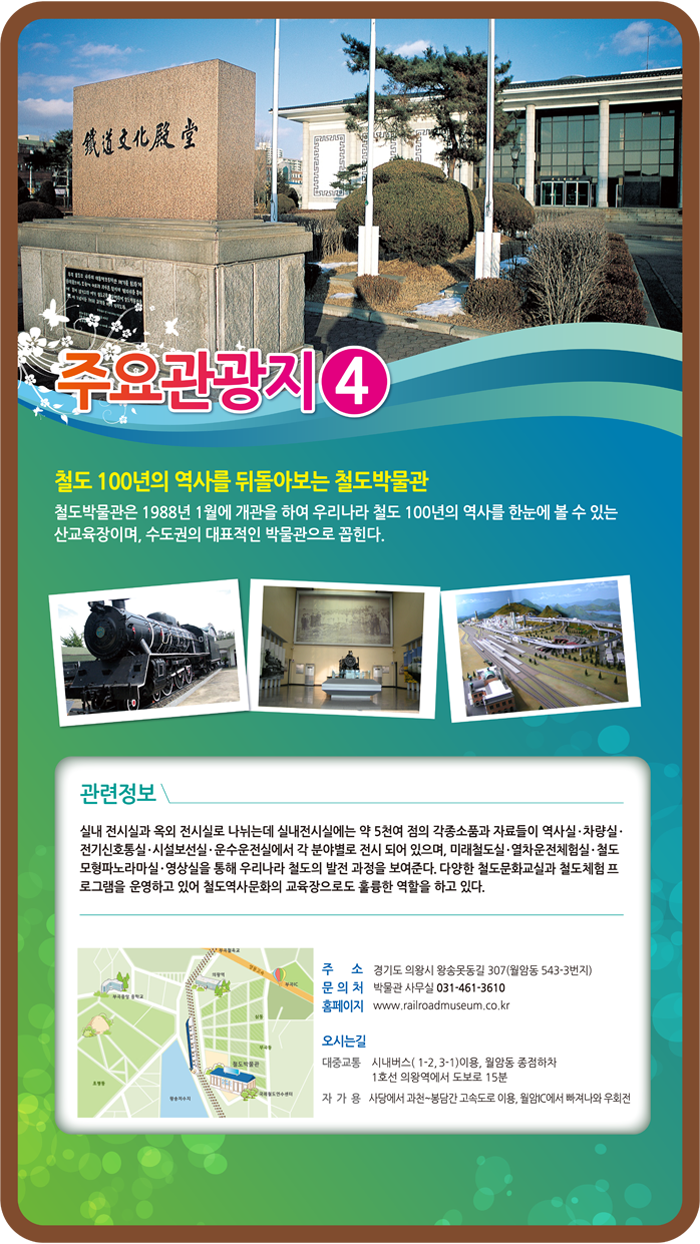 鐵道文化殿堂
주요관광지 4
철도 100년의 역사를 뒤돌아보는 철도박물관
철도박물관은 1988년 1월에 개관을 하여 우리나라 철도 100년의 역사를 한눈에 볼 수 있는
산교육장이며, 수도권의 대표적인 박물관으로 꼽힌다.
관련정보
실내 전시실과 옥외 전시실로 나뉘는데 실내전시실에는 약 5천여 점의 각종소품과 자료들이 역사실·차량실·
전기신호통실·시설보선실·운수운전실에서 각 분야별로 전시 되어 있으며, 미래철도실·열차운전체험실·철도
모형파노라마실·영상실을 통해 우리나라 철도의 발전 과정을 보여준다. 다양한 철도문화교실과 철도체험 프
로그램을 운영하고 있어 철도역사문화의 교육장으로도 훌륭한 역할을 하고 있다.
의왕역
부곡IC
삼동
철도박물관
왕송저수지
초평동
주 소 경기도 의왕시 왕송못동길 307(월암동 543-3번지)
문 의 처 박물관 사무실 031-461-3610
홈페이지 www.railroadmuseum.co.kr
오시는길
대중교통 시내버스( 1-2, 3-1)이용, 월암동 종점하차
1호선 의왕역에서 도보로 15분
자 가 용 사당에서 과천~봉담간 고속도로 이용, 월암IC에서 빠져나와 우회전